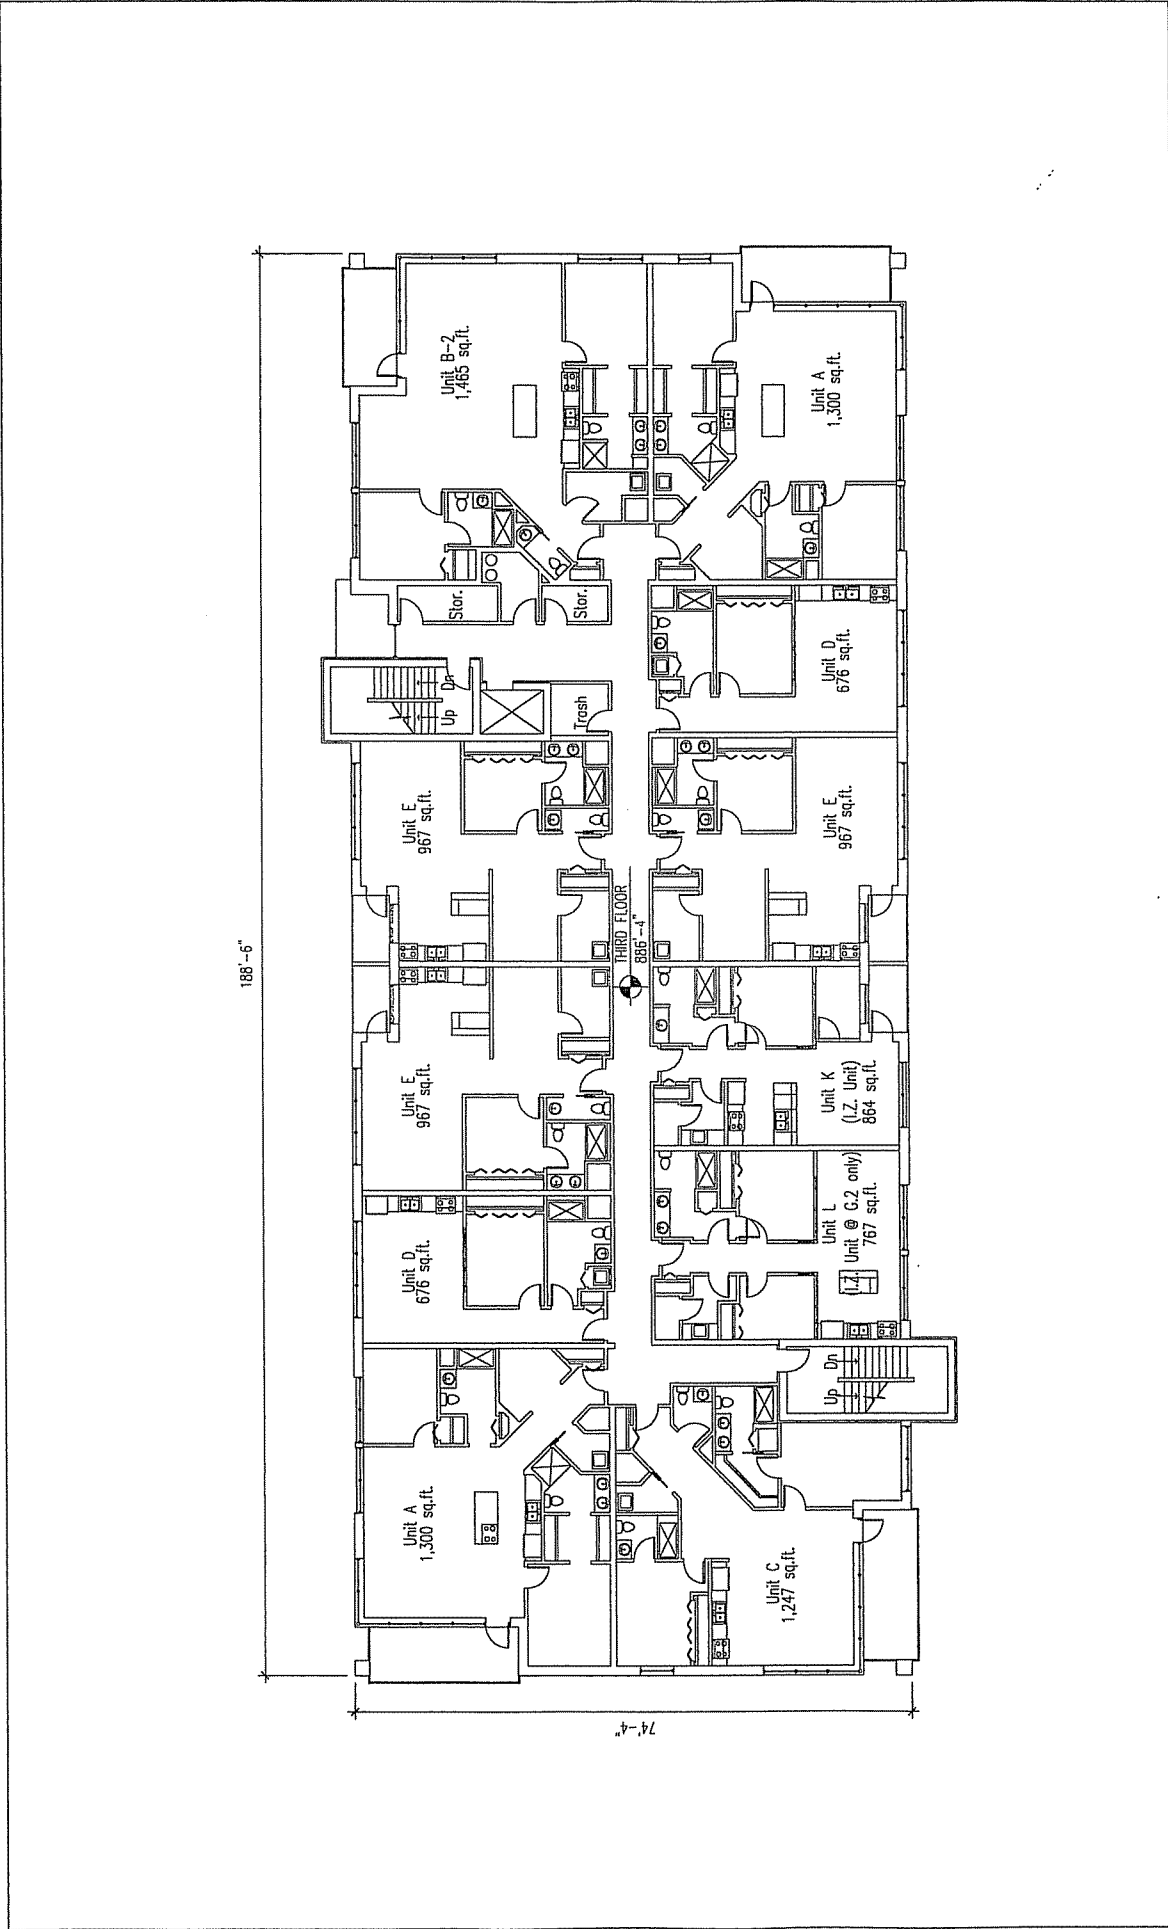 188'-6"
74'-4"
Unit A
1,300 sq.ft.
Unit D
676 sq.ft.
Unit E
967 sq.ft.
Unit E
967 sq.ft.
Up
Dn
Trash
Stor.
Stor.
Unit B-2
1,465 sq.ft.
THIRD FLOOR
886'-4"
Unit C
1,247 sq.ft.
Up
Dn
Unit L
(I.Z. Unit @ G.2 only)
767 sq.ft.
Unit K
(I.Z. Unit)
864 sq.ft.
Unit E
967 sq.ft.
Unit D
676 sq.ft.
Unit A
1,300 sq.ft.